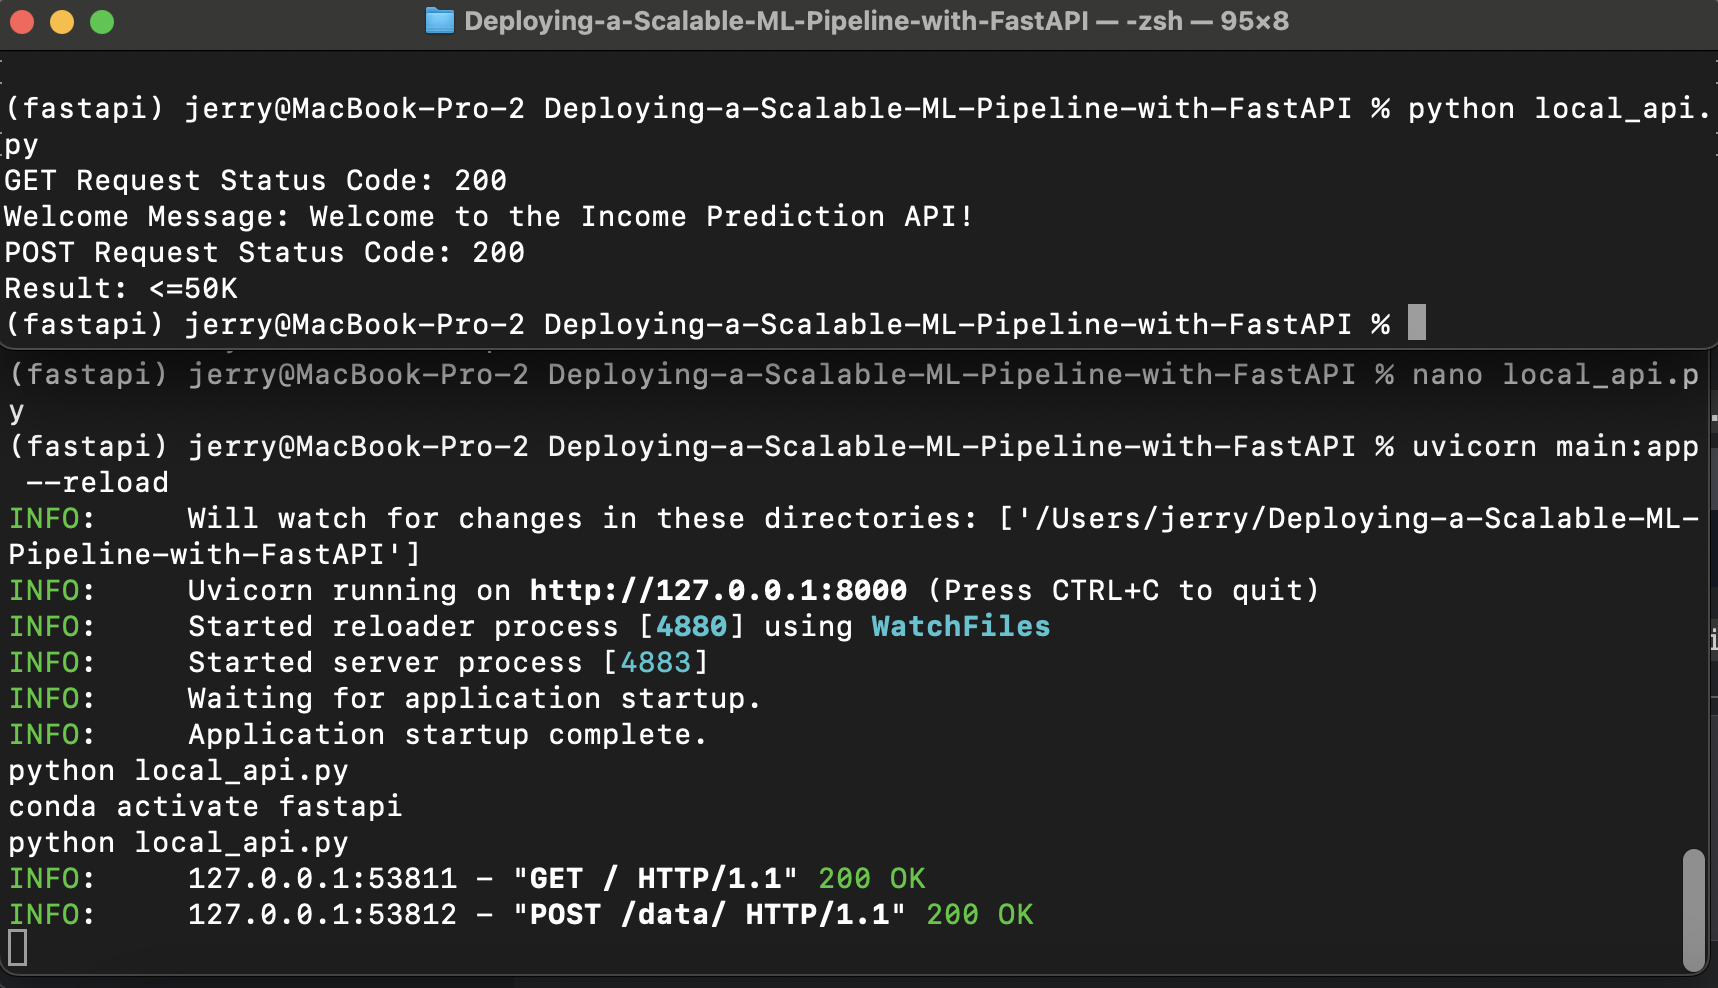 Deploying-a-Scalable-ML-Pipeline-with-FastAPI — -zsh — 95×8
(fastapi) jerry@MacBook-Pro-2 Deploying-a-Scalable-ML-Pipeline-with-FastAPI % python local_api.
py
GET Request Status Code: 200
Welcome Message: Welcome to the Income Prediction API!
POST Request Status Code: 200
Result: <=50K
(fastapi) jerry@MacBook-Pro-2 Deploying-a-Scalable-ML-Pipeline-with-FastAPI %
(fastapi) jerry@MacBook-Pro-2 Deploying-a-Scalable-ML-Pipeline-with-FastAPI % nano local_api.p
y
(fastapi) jerry@MacBook-Pro-2 Deploying-a-Scalable-ML-Pipeline-with-FastAPI % uvicorn main:app
 --reload
INFO:     Will watch for changes in these directories: ['/Users/jerry/Deploying-a-Scalable-ML-
Pipeline-with-FastAPI']
INFO:     Uvicorn running on http://127.0.0.1:8000 (Press CTRL+C to quit)
INFO:     Started reloader process [4880] using WatchFiles
INFO:     Started server process [4883]
INFO:     Waiting for application startup.
INFO:     Application startup complete.
python local_api.py
conda activate fastapi
python local_api.py
INFO:     127.0.0.1:53811 - "GET / HTTP/1.1" 200 OK
INFO:     127.0.0.1:53812 - "POST /data/ HTTP/1.1" 200 OK